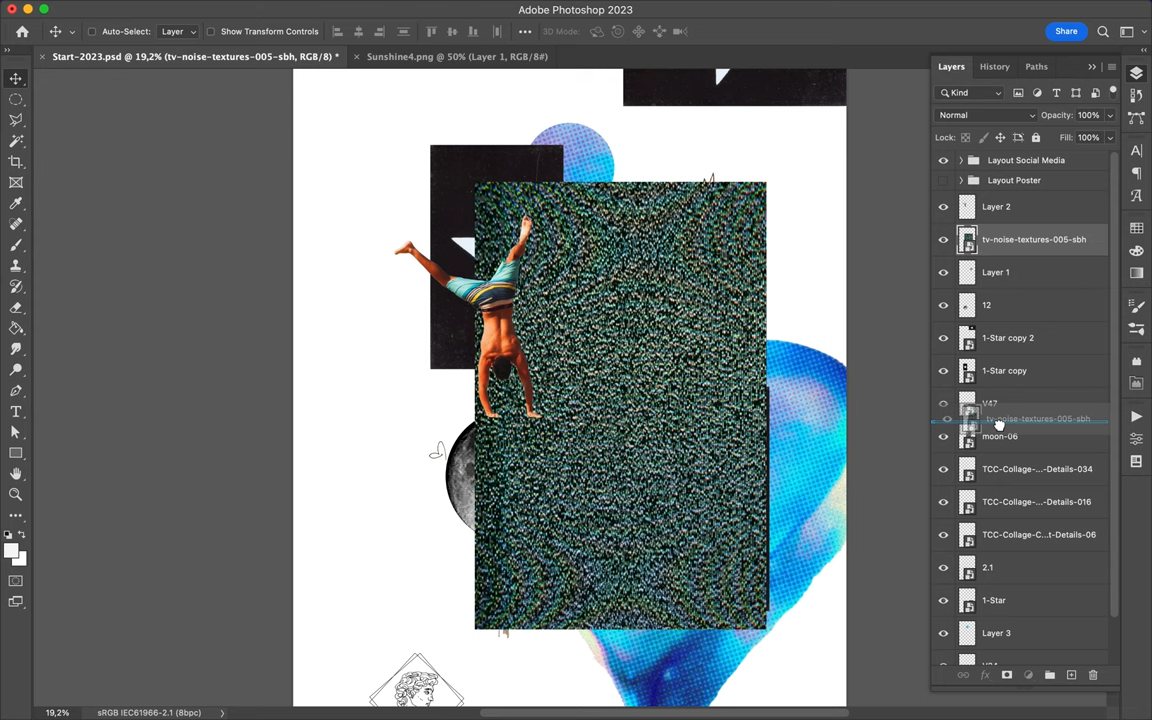 Adobe Photoshop 2023
Auto-Select:
Layer
Show Transform Controls
3D Mode:
Share
Start-2023.psd @ 19,2% (tv-noise-textures-005-sbh, RGB/8) *
Sunshine4.png @ 50% (Layer 1, RGB/8#)
Layers
History
Paths
Kind
Normal
Opacity: 100%
Lock:
Fill: 100%
Layout Social Media
Layout Poster
Layer 2
tv-noise-textures-005-sbh
Layer 1
12
1-Star copy 2
1-Star copy
V47
tv-noise-textures-005-sbh
moon-06
TCC-Collage-...-Details-034
TCC-Collage-...-Details-016
TCC-Collage-C...t-Details-06
2.1
1-Star
Layer 3
19,2%
sRGB IEC61966-2.1 (8bpc)